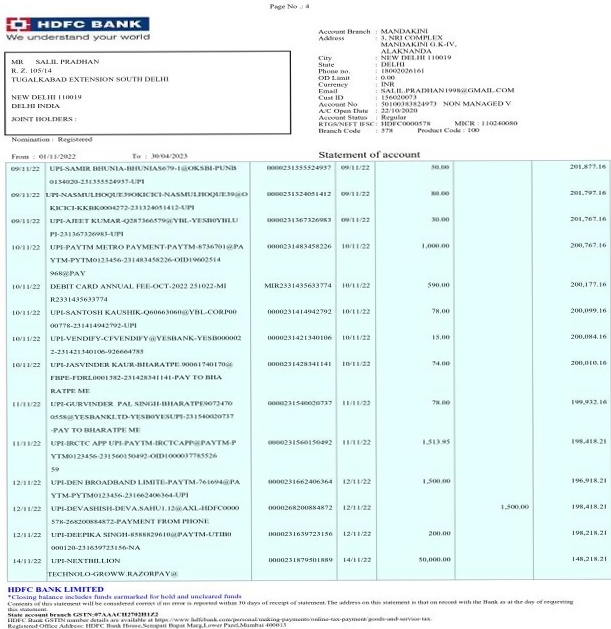 Page No .: 4
HDFC BANK
We understand your world
MR SALIL PRADHAN
R. Z. 105/14
TUGALKABAD EXTENSION SOUTH DELHI
NEW DELHI 110019
DELHI INDIA
JOINT HOLDERS :
Nomination : Registered
Account Branch : MANDAKINI
Address : 3, NRI COMPLEX
MANDAKINI G.K-IV,
ALAKNANDA
City : NEW DELHI 110019
State : DELHI
Phone no. : 18002026161
OD Limit : 0.00
Currency : INR
Email : SALIL.PRADHAN1998@GMAIL.COM
Cust ID : 156020073
Account No : 50100383824973 NON MANAGED V
A/C Open Date : 22/10/2020
Account Status : Regular
RTGS/NEFT IFSC: HDFC0000578 MICR : 110240080
Branch Code : 578 Product Code : 100
From : 01/11/2022 To : 30/04/2023 Statement of account
09/11/22 UPI-SAMIR BHUNIA-BHUNIAS679-1@OKSBI-PUNB 0000231355524937 09/11/22 50.00 201,877.16
0134020-231355524937-UPI
09/11/22 UPI-NASMULHOQUE39OKICICI-NASMULHOQUE39@O 0000231324051412 09/11/22 80.00 201,797.16
KICICI-KKBK0004272-231324051412-UPI
09/11/22 UPI-AJEET KUMAR-Q287366579@YBL-YESB0YBLU 0000231367326983 09/11/22 30.00 201,767.16
PI-231367326983-UPI
10/11/22 UPI-PAYTM METRO PAYMENT-PAYTM-8736701@PA 0000231483458226 10/11/22 1,000.00 200,767.16
YTM-PYTM0123456-231483458226-OID19602514
968@PAY
10/11/22 DEBIT CARD ANNUAL FEE-OCT-2022 251022-MI MIR2331435633774 10/11/22 590.00 200,177.16
R2331435633774
10/11/22 UPI-SANTOSH KAUSHIK-Q60663060@YBL-CORP00 0000231414942792 10/11/22 78.00 200,099.16
00778-231414942792-UPI
10/11/22 UPI-VENDIFY-CFVENDIFY@YESBANK-YESB000002 0000231421340106 10/11/22 15.00 200,084.16
2-231421340106-926664785
10/11/22 UPI-JASVINDER KAUR-BHARATPE.90061740170@ 0000231428341141 10/11/22 74.00 200,010.16
FBPE-FDRL0001382-231428341141-PAY TO BHA
RATPE ME
11/11/22 UPI-GURVINDER PAL SINGH-BHARATPE9072470 0000231540020737 11/11/22 78.00 199,932.16
0558@YESBANKLTD-YESB0YESUPI-231540020737
-PAY TO BHARATPE ME
11/11/22 UPI-IRCTC APP UPI-PAYTM-IRCTCAPP@PAYTM-P 0000231560150492 11/11/22 1,513.95 198,418.21
YTM0123456-231560150492-OID1000037785526
59
12/11/22 UPI-DEN BROADBAND LIMITE-PAYTM-761694@PA 0000231662406364 12/11/22 1,500.00 196,918.21
YTM-PYTM0123456-231662406364-UPI
12/11/22 UPI-DEVASHISH-DEVA.SAHU1.12@AXL-HDFC0000 0000268200884872 12/11/22 1,500.00 198,418.21
578-268200884872-PAYMENT FROM PHONE
12/11/22 UPI-DEEPIKA SINGH-8588829610@PAYTM-UTIB0 0000231639723156 12/11/22 200.00 198,218.21
000120-231639723156-NA
14/11/22 UPI-NEXTBILLION 0000231879501889 14/11/22 50,000.00 148,218.21
TECHNOLO-GROWW.RAZORPAY@
HDFC BANK LIMITED
*Closing balance includes funds earmarked for hold and uncleared funds
Contents of this statement will be considered correct if no error is reported within 30 days of receipt of statement.The address on this statement is that on record with the Bank as at the day of requesting
this statement.
State account branch GSTN:07AAACH2702H1Z2
HDFC Bank GSTIN number details are available at https://www.hdfcbank.com/personal/making-payments/online-tax-payment/goods-and-service-tax.
Registered Office Address: HDFC Bank House,Senapati Bapat Marg,Lower Parel,Mumbai 400013